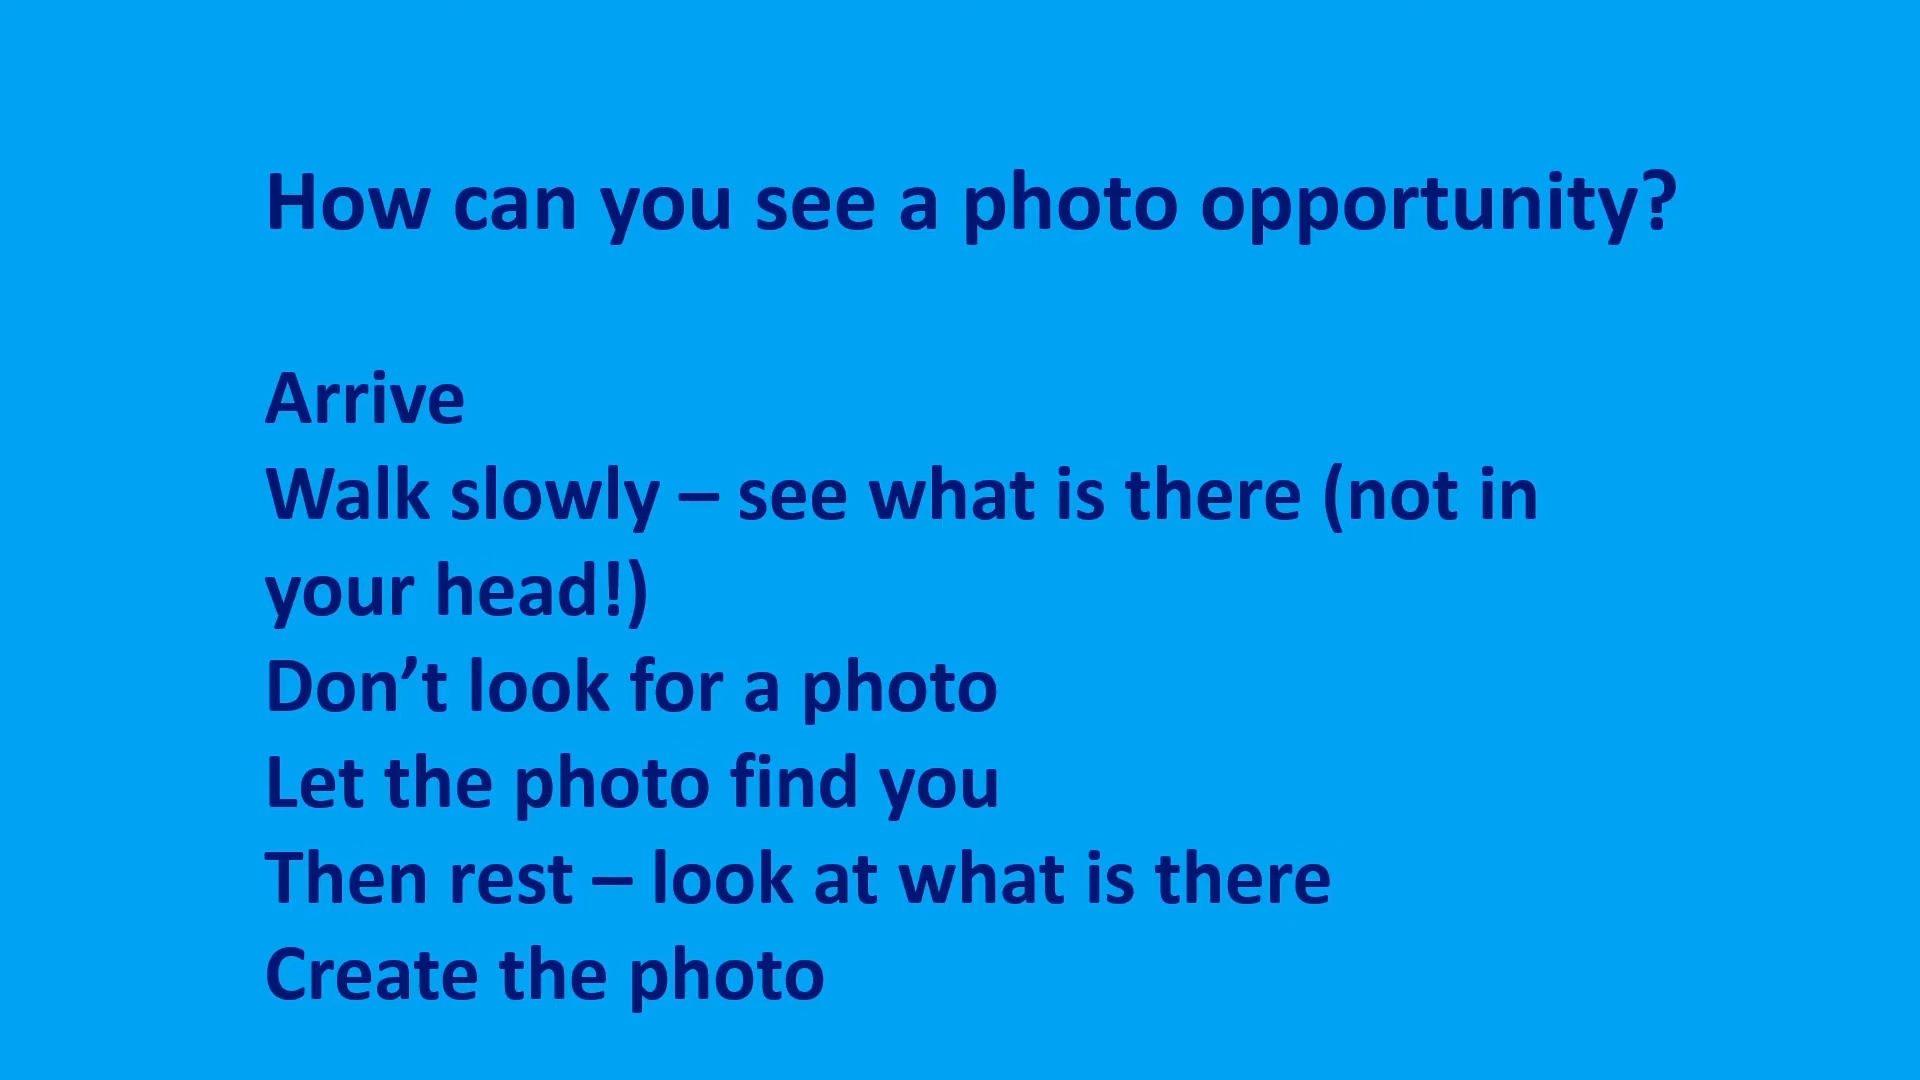 How can you see a photo opportunity?
Arrive
Walk slowly – see what is there (not in
your head!)
Don’t look for a photo
Let the photo find you
Then rest – look at what is there
Create the photo